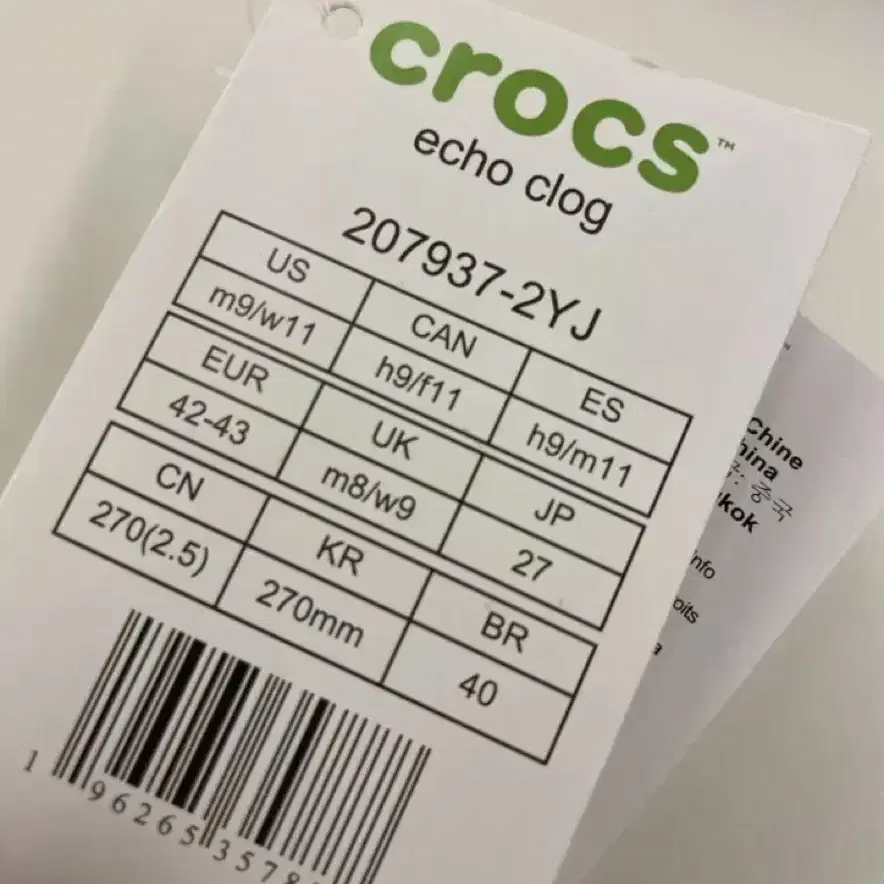 crocs™
echo clog
207937-2YJ
US CAN ES
m9/w11 h9/f11 h9/m11
EUR UK JP
42-43 m8/w9 27
CN KR BR
270(2.5) 270mm 40
1 96265 3578
Chine
hina
: 중국
kok
info
oits